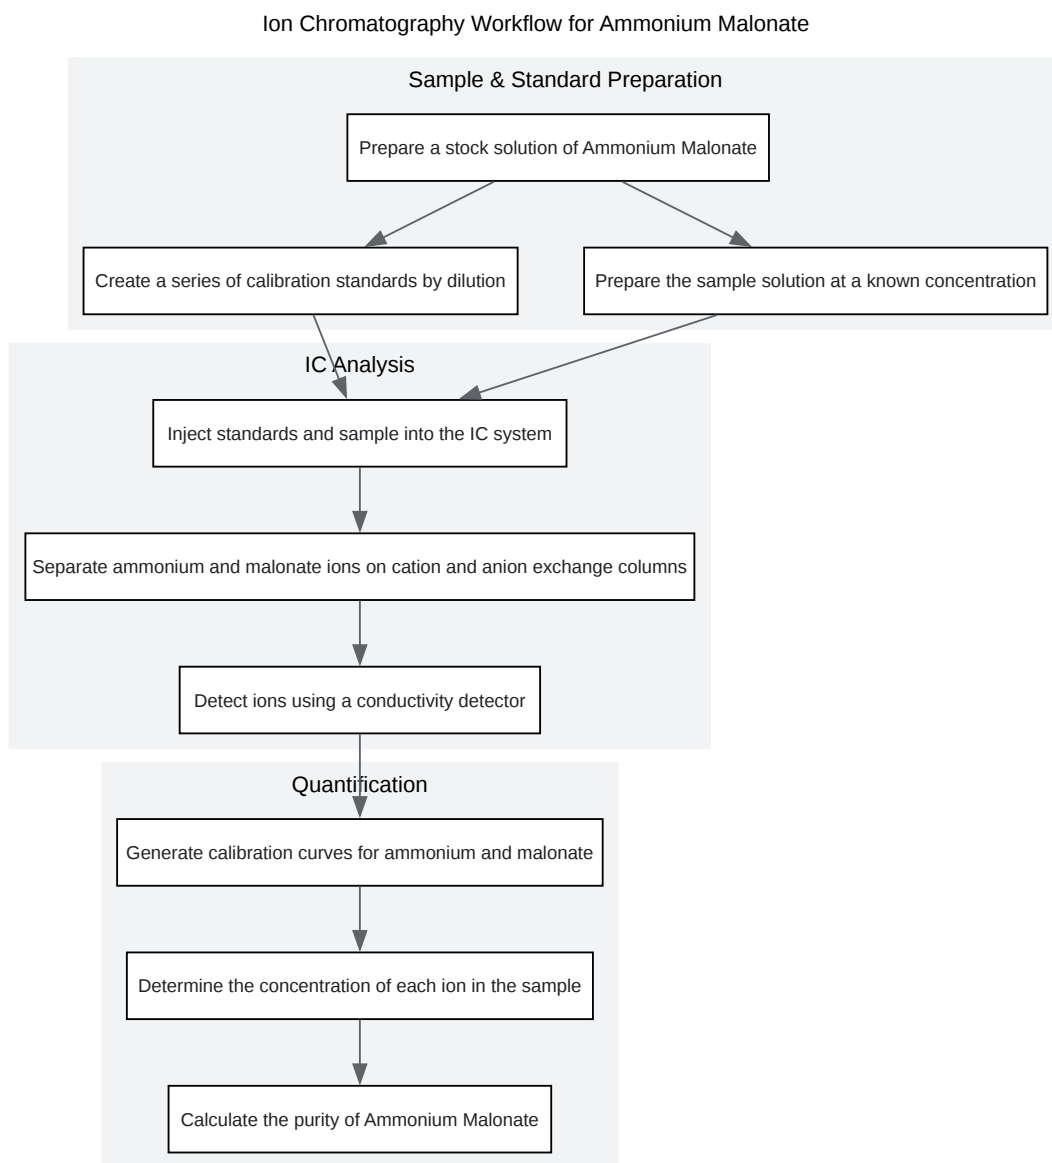 Ion Chromatography Workflow for Ammonium Malonate
Sample & Standard Preparation
Prepare a stock solution of Ammonium Malonate
Create a series of calibration standards by dilution
Prepare the sample solution at a known concentration
IC Analysis
Inject standards and sample into the IC system
Separate ammonium and malonate ions on cation and anion exchange columns
Detect ions using a conductivity detector
Quantification
Generate calibration curves for ammonium and malonate
Determine the concentration of each ion in the sample
Calculate the purity of Ammonium Malonate